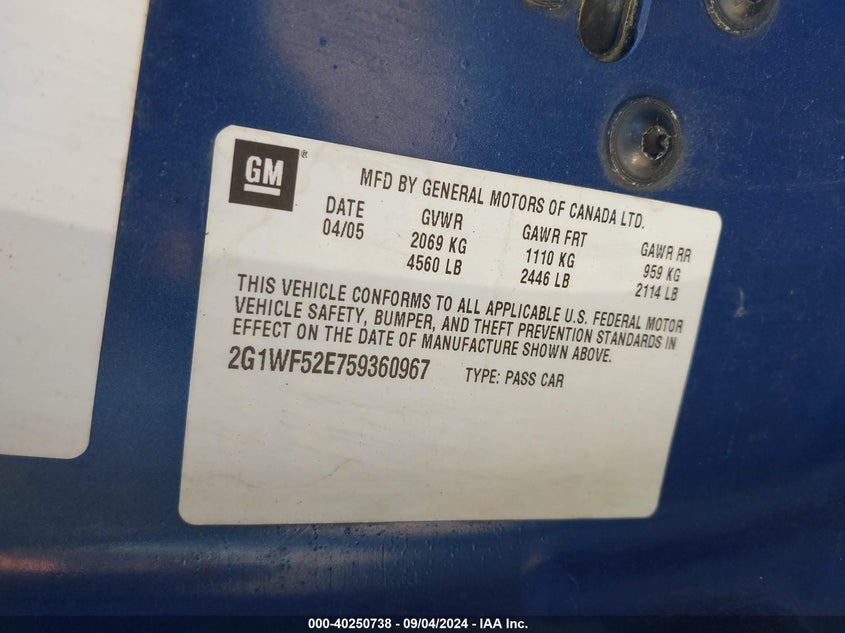 GM®
MFD BY GENERAL MOTORS OF CANADA LTD.
DATE GVWR GAWR FRT GAWR RR
04/05 2069 KG 1110 KG 959 KG
4560 LB 2446 LB 2114 LB
THIS VEHICLE CONFORMS TO ALL APPLICABLE U.S. FEDERAL MOTOR
VEHICLE SAFETY, BUMPER, AND THEFT PREVENTION STANDARDS IN
EFFECT ON THE DATE OF MANUFACTURE SHOWN ABOVE.
2G1WF52E759360967 TYPE: PASS CAR
000-40250738 - 09/04/2024 - IAA Inc.